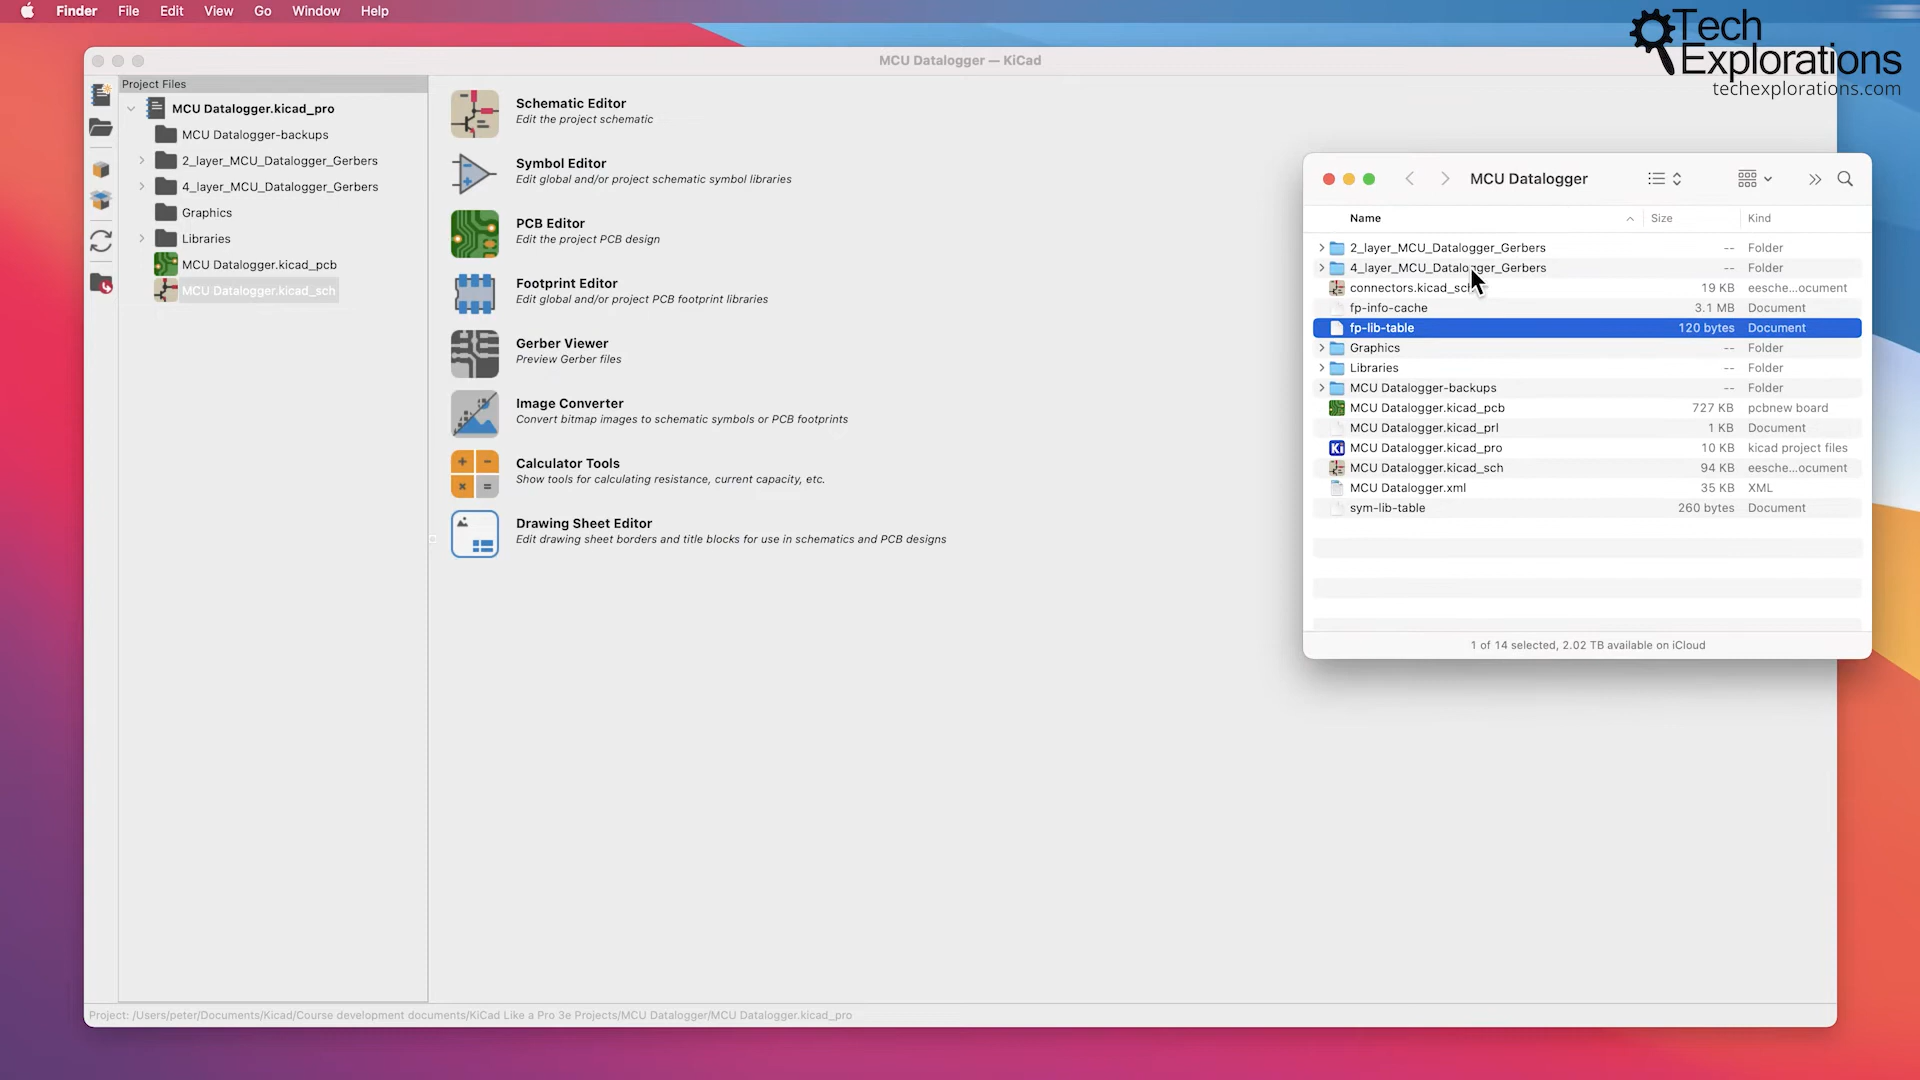 Finder File Edit View Go Window Help
Tech
Explorations
techexplorations.com
MCU Datalogger — KiCad
Project Files
MCU Datalogger.kicad_pro
MCU Datalogger-backups
2_layer_MCU_Datalogger_Gerbers
4_layer_MCU_Datalogger_Gerbers
Graphics
Libraries
MCU Datalogger.kicad_pcb
MCU Datalogger.kicad_sch
Schematic Editor
Edit the project schematic
Symbol Editor
Edit global and/or project schematic symbol libraries
PCB Editor
Edit the project PCB design
Footprint Editor
Edit global and/or project PCB footprint libraries
Gerber Viewer
Preview Gerber files
Image Converter
Convert bitmap images to schematic symbols or PCB footprints
Calculator Tools
Show tools for calculating resistance, current capacity, etc.
Drawing Sheet Editor
Edit drawing sheet borders and title blocks for use in schematics and PCB designs
MCU Datalogger
Name Size Kind
2_layer_MCU_Datalogger_Gerbers -- Folder
4_layer_MCU_Datalogger_Gerbers -- Folder
connectors.kicad_sch 19 KB eesche...ocument
fp-info-cache 3.1 MB Document
fp-lib-table 120 bytes Document
Graphics -- Folder
Libraries -- Folder
MCU Datalogger-backups -- Folder
MCU Datalogger.kicad_pcb 727 KB pcbnew board
MCU Datalogger.kicad_prl 1 KB Document
MCU Datalogger.kicad_pro 10 KB kicad project files
MCU Datalogger.kicad_sch 94 KB eesche...ocument
MCU Datalogger.xml 35 KB XML
sym-lib-table 260 bytes Document
1 of 14 selected, 2.02 TB available on iCloud
Project: /Users/peter/Documents/Kicad/Course development documents/KiCad Like a Pro 3e Projects/MCU Datalogger/MCU Datalogger.kicad_pro